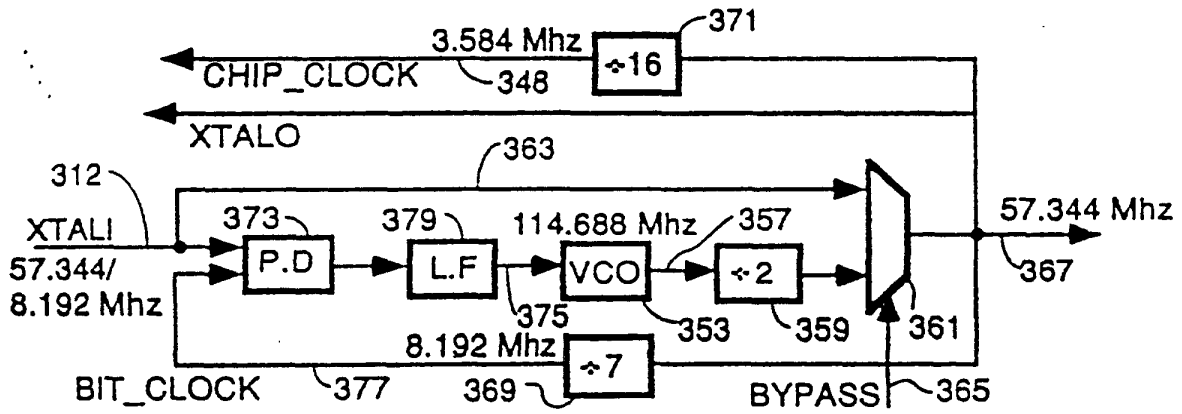 371
3.584 Mhz
÷16
CHIP_CLOCK
348
XTALO
363
312
XTALI
373
379
114.688 Mhz
357
57.344 Mhz
P.D
L.F
VCO
÷2
57.344/
8.192 Mhz
375
353
359
361
367
8.192 Mhz
÷7
BIT_CLOCK
377
369
BYPASS
365